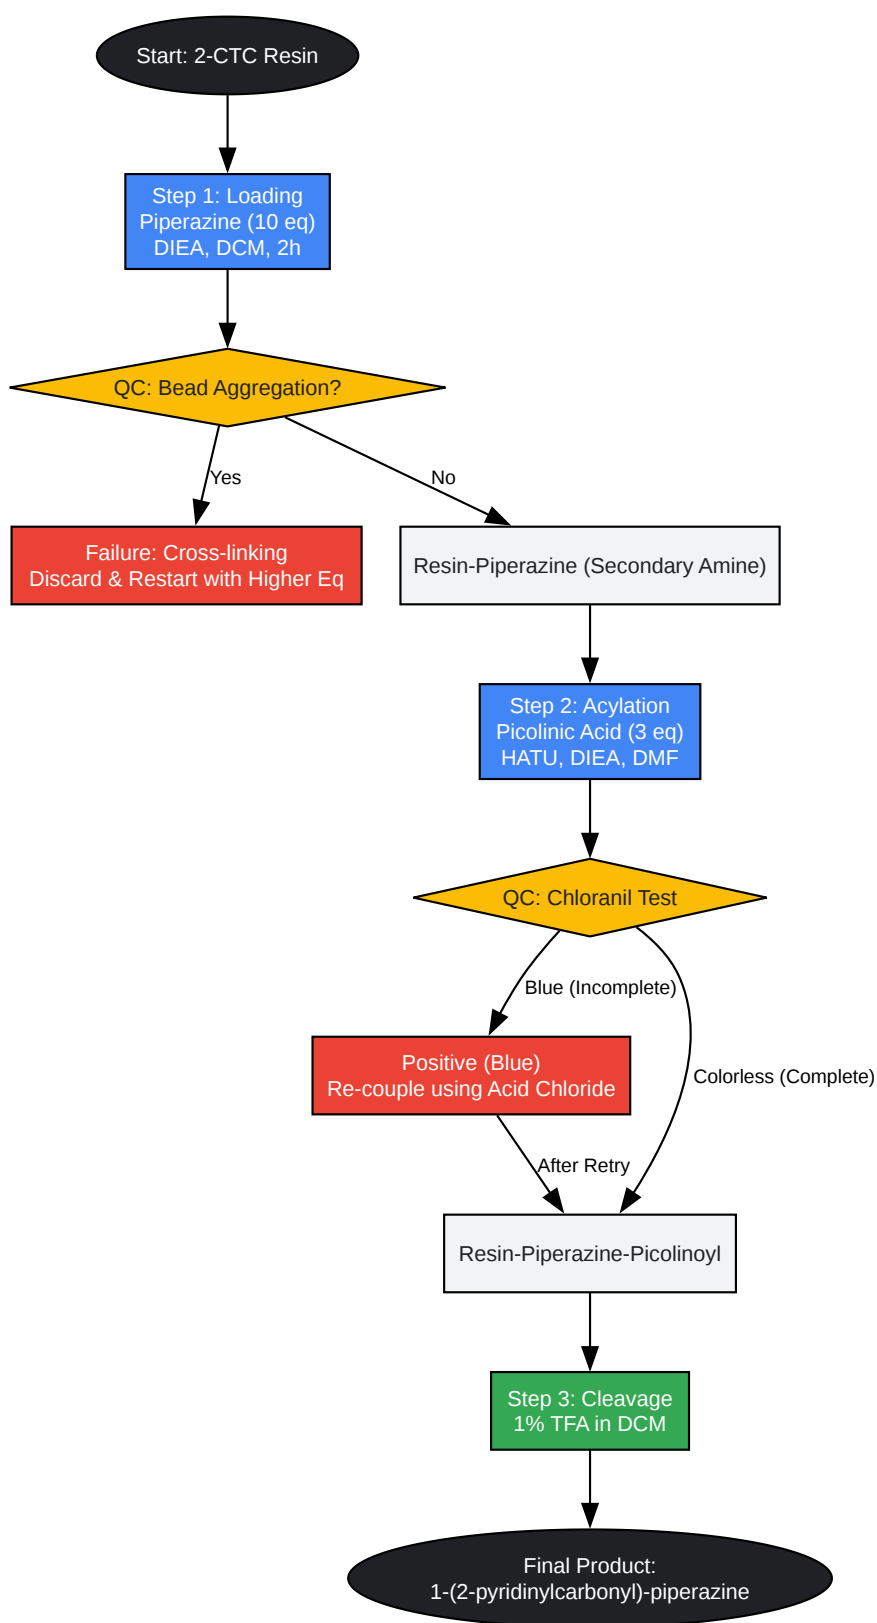 Start: 2-CTC Resin
Step 1: Loading
Piperazine (10 eq)
DIEA, DCM, 2h
QC: Bead Aggregation?
Yes
No
Failure: Cross-linking
Discard & Restart with Higher Eq
Resin-Piperazine (Secondary Amine)
Step 2: Acylation
Picolinic Acid (3 eq)
HATU, DIEA, DMF
QC: Chloranil Test
Blue (Incomplete)
Positive (Blue)
Re-couple using Acid Chloride
Colorless (Complete)
After Retry
Resin-Piperazine-Picolinoyl
Step 3: Cleavage
1% TFA in DCM
Final Product:
1-(2-pyridinylcarbonyl)-piperazine